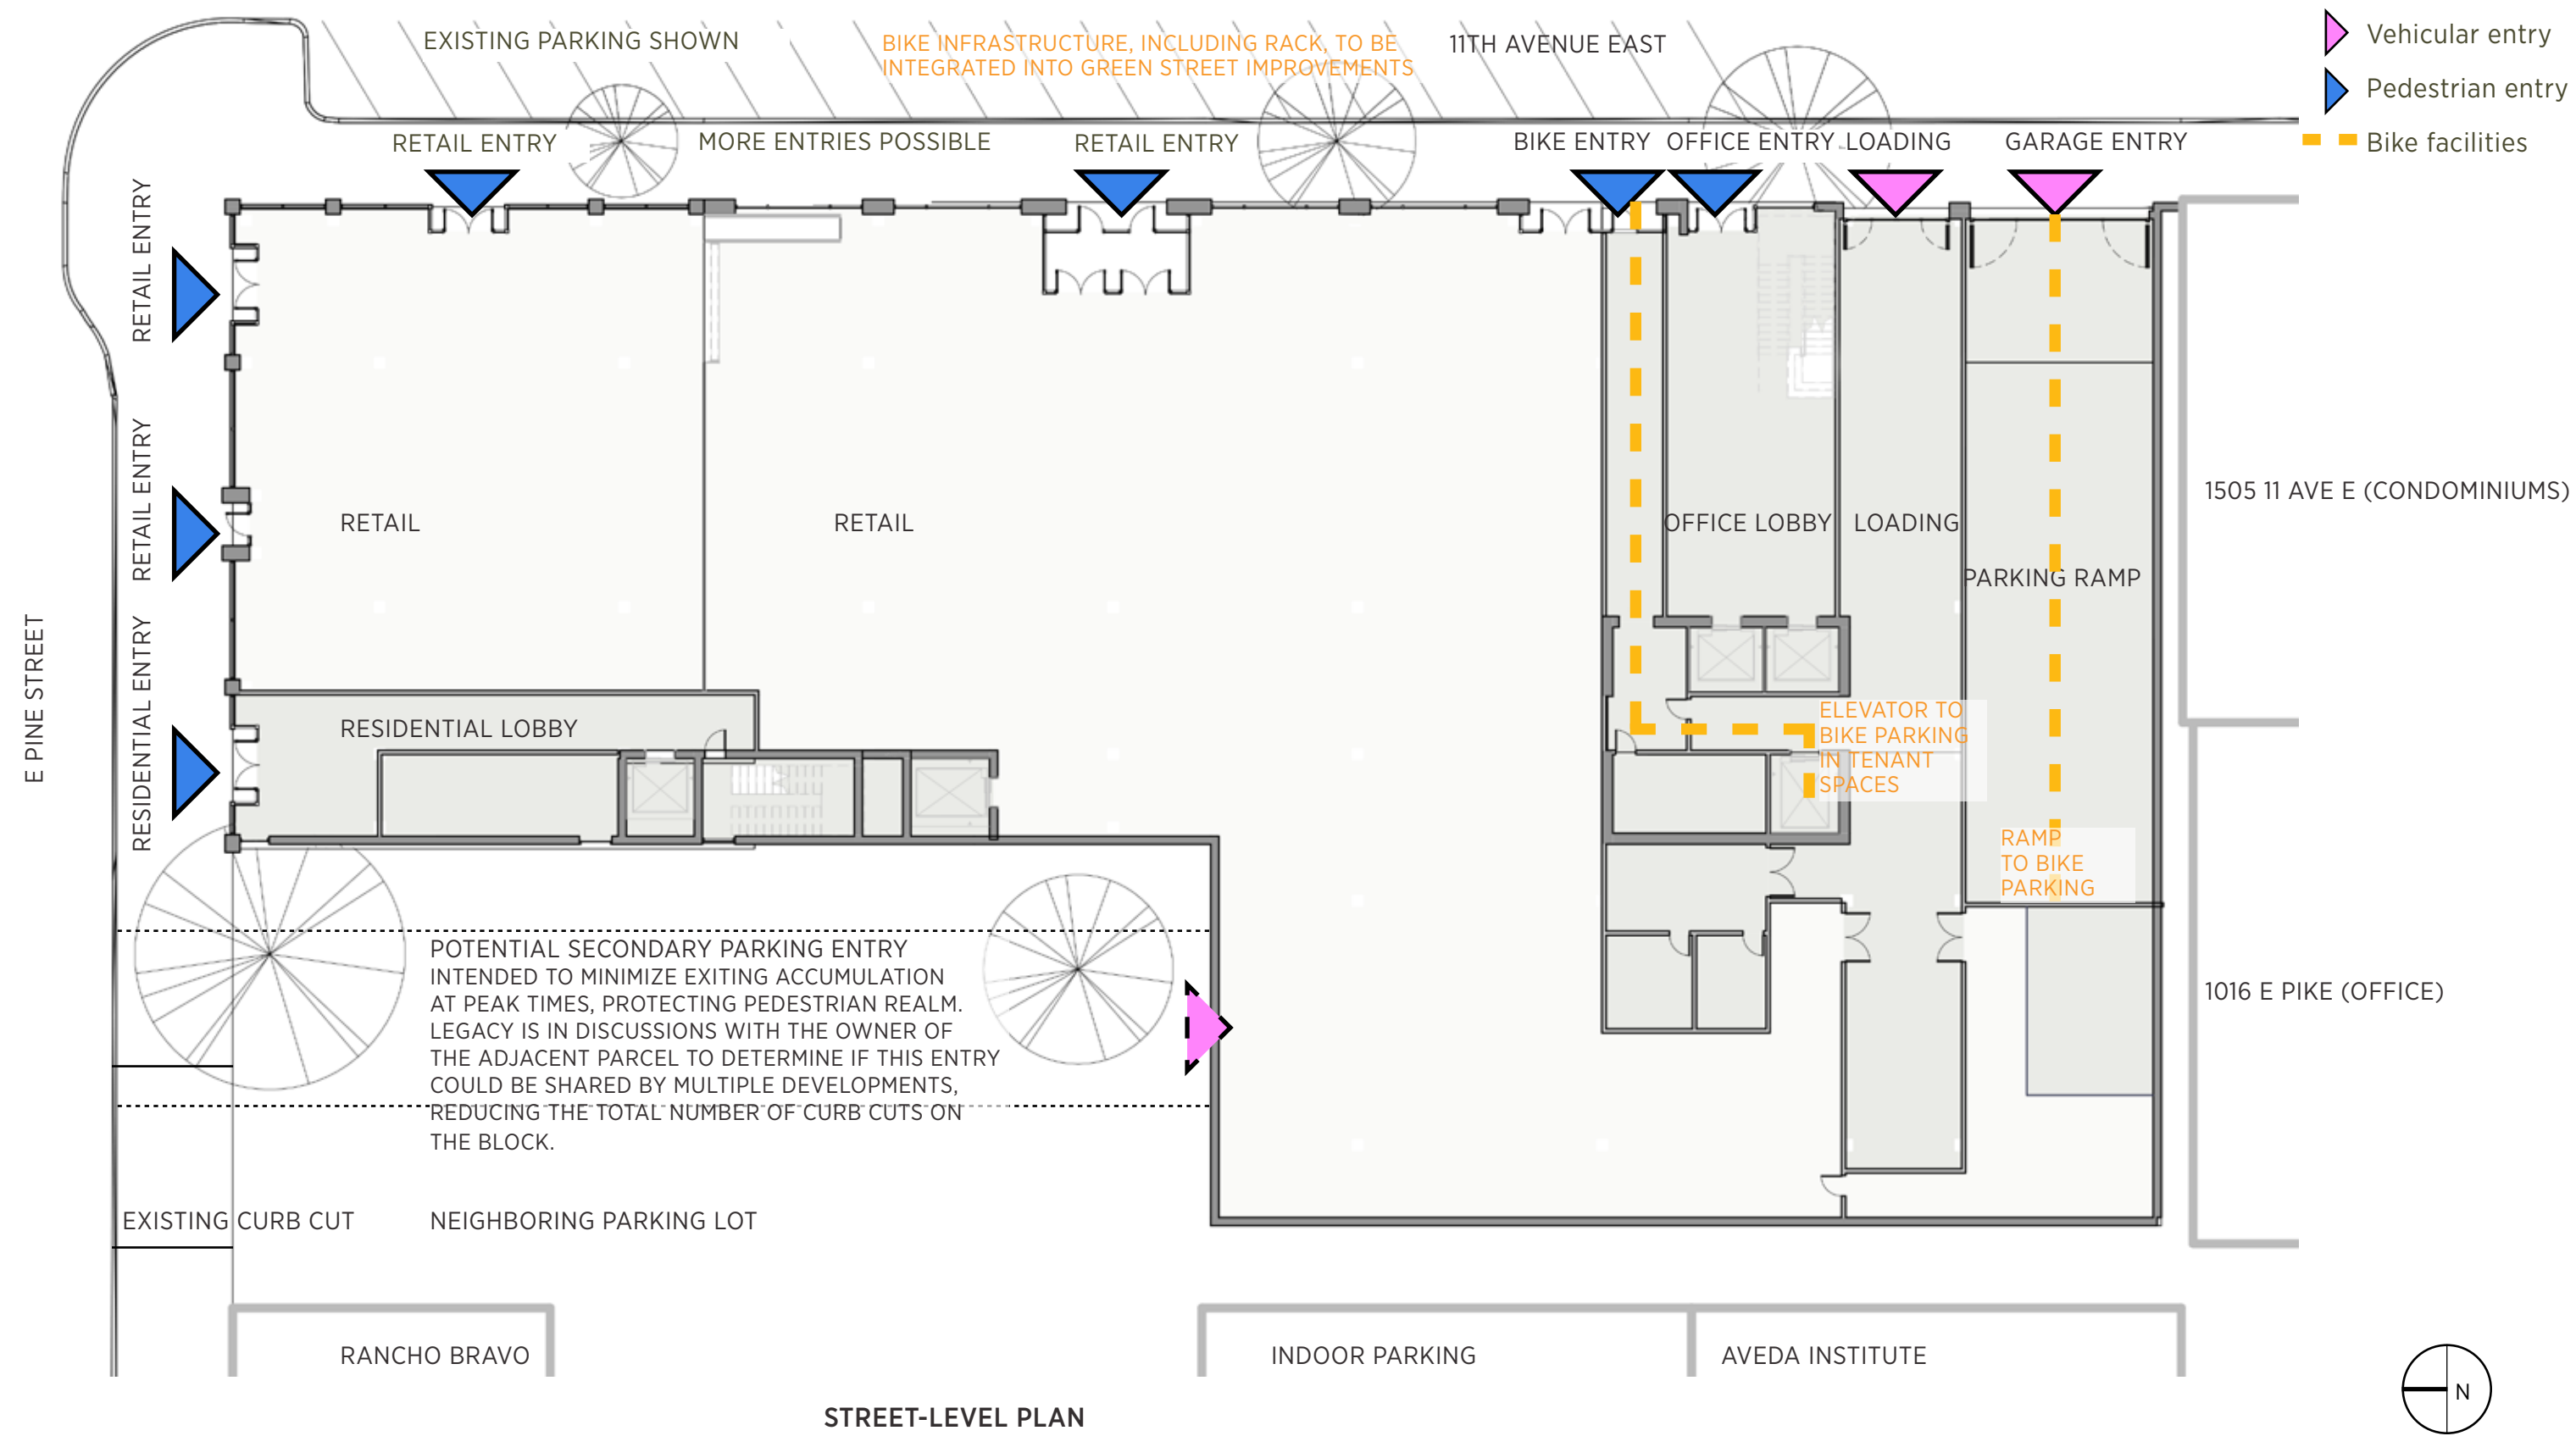 EXISTING PARKING SHOWN
BIKE INFRASTRUCTURE, INCLUDING RACK, TO BE
INTEGRATED INTO GREEN STREET IMPROVEMENTS
11TH AVENUE EAST
Vehicular entry
Pedestrian entry
Bike facilities
RETAIL ENTRY
MORE ENTRIES POSSIBLE
RETAIL ENTRY
BIKE ENTRY
OFFICE ENTRY
LOADING
GARAGE ENTRY
RETAIL ENTRY
RETAIL ENTRY
RESIDENTIAL ENTRY
E PINE STREET
RETAIL
RETAIL
OFFICE LOBBY
LOADING
PARKING RAMP
1505 11 AVE E (CONDOMINIUMS)
RESIDENTIAL LOBBY
ELEVATOR TO
BIKE PARKING
IN TENANT
SPACES
RAMP
TO BIKE
PARKING
1016 E PIKE (OFFICE)
POTENTIAL SECONDARY PARKING ENTRY
INTENDED TO MINIMIZE EXITING ACCUMULATION
AT PEAK TIMES, PROTECTING PEDESTRIAN REALM.
LEGACY IS IN DISCUSSIONS WITH THE OWNER OF
THE ADJACENT PARCEL TO DETERMINE IF THIS ENTRY
COULD BE SHARED BY MULTIPLE DEVELOPMENTS,
REDUCING THE TOTAL NUMBER OF CURB CUTS ON
THE BLOCK.
EXISTING CURB CUT
NEIGHBORING PARKING LOT
RANCHO BRAVO
INDOOR PARKING
AVEDA INSTITUTE
N
STREET-LEVEL PLAN